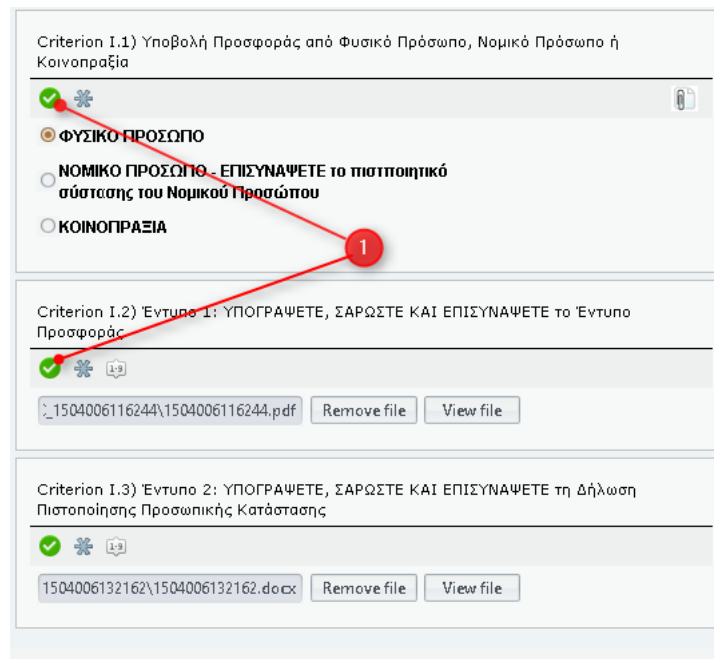 Criterion I.1) Υποβολή Προσφοράς από Φυσικό Πρόσωπο, Νομικό Πρόσωπο ή
Κοινοπραξία
ΦΥΣΙΚΟ ΠΡΟΣΩΠΟ
ΝΟΜΙΚΟ ΠΡΟΣΩΠΟ - ΕΠΙΣΥΝΑΨΕΤΕ το πιστποιητικό
σύστασης του Νομικού Προσώπου
ΚΟΙΝΟΠΡΑΞΙΑ
1
Criterion I.2) Έντυπο 1: ΥΠΟΓΡΑΨΕΤΕ, ΣΑΡΩΣΤΕ ΚΑΙ ΕΠΙΣΥΝΑΨΕΤΕ το Έντυπο
Προσφοράς
1-9
_1504006116244\1504006116244.pdf Remove file View file
Criterion I.3) Έντυπο 2: ΥΠΟΓΡΑΨΕΤΕ, ΣΑΡΩΣΤΕ ΚΑΙ ΕΠΙΣΥΝΑΨΕΤΕ τη Δήλωση
Πιστοποίησης Προσωπικής Κατάστασης
1-9
1504006132162\1504006132162.docx Remove file View file